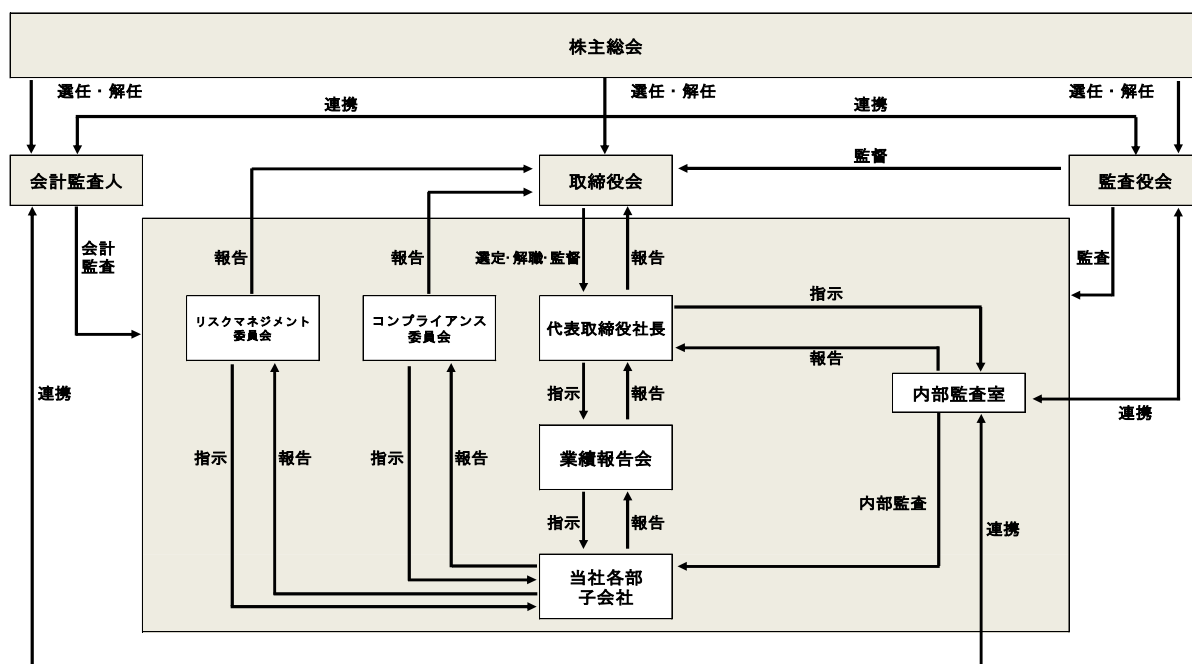 株主総会
選任・解任
選任・解任
選任・解任
連携
連携
会計監査人
取締役会
監督
監査役会
会計
監査
報告
報告
選定・解職・監督
報告
監査
リスクマネジメント
委員会
コンプライアンス
委員会
代表取締役社長
指示
報告
内部監査室
連携
連携
指示
報告
業績報告会
指示
報告
指示
報告
内部監査
指示
報告
連携
当社各部
子会社